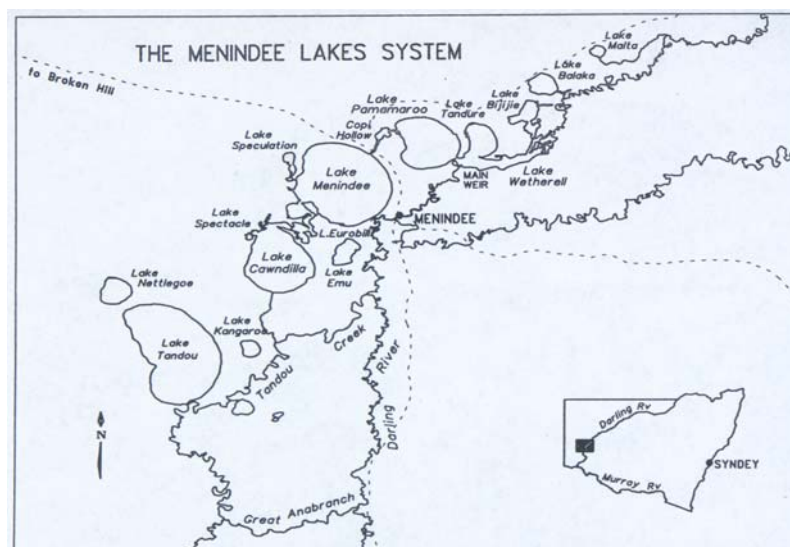 THE MENINDEE LAKES SYSTEM
to Broken Hill
Lake
Malta
Lake
Balaka
Lake
Bijijie
Lake
Tandure
Lake
Pamamaroo
Copi
Hollow
Lake
Speculation
Lake
Menindee
MAIN
WEIR
Lake
Wetherell
MENINDEE
Lake
Spectacle
L.Eurobilli
Lake
Cawndilla
Lake
Emu
Lake
Nettlegoe
Lake
Tandou
Lake
Kangaroo
Tandou
Creek
Darling
River
Great Anabranch
N
Darling Rv
Murray Rv
SYNDEY